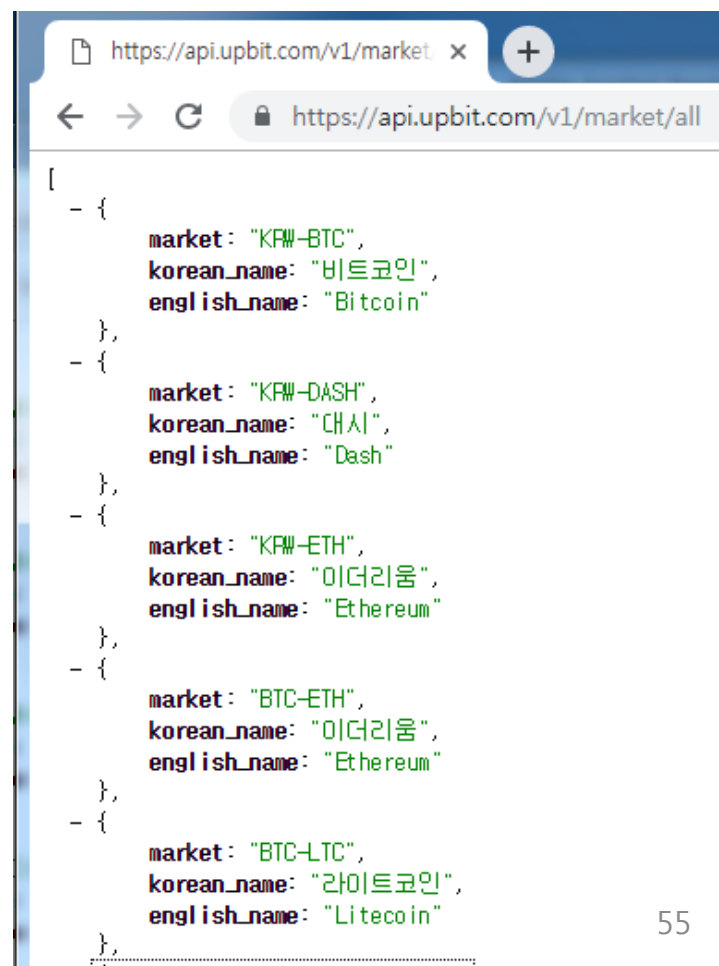 https://api.upbit.com/v1/market
https://api.upbit.com/v1/market/all
[
- {
market: "KRW-BTC",
korean_name: "비트코인",
english_name: "Bitcoin"
},
- {
market: "KRW-DASH",
korean_name: "대시",
english_name: "Dash"
},
- {
market: "KRW-ETH",
korean_name: "이더리움",
english_name: "Ethereum"
},
- {
market: "BTC-ETH",
korean_name: "이더리움",
english_name: "Ethereum"
},
- {
market: "BTC-LTC",
korean_name: "라이트코인",
english_name: "Litecoin"
},
55